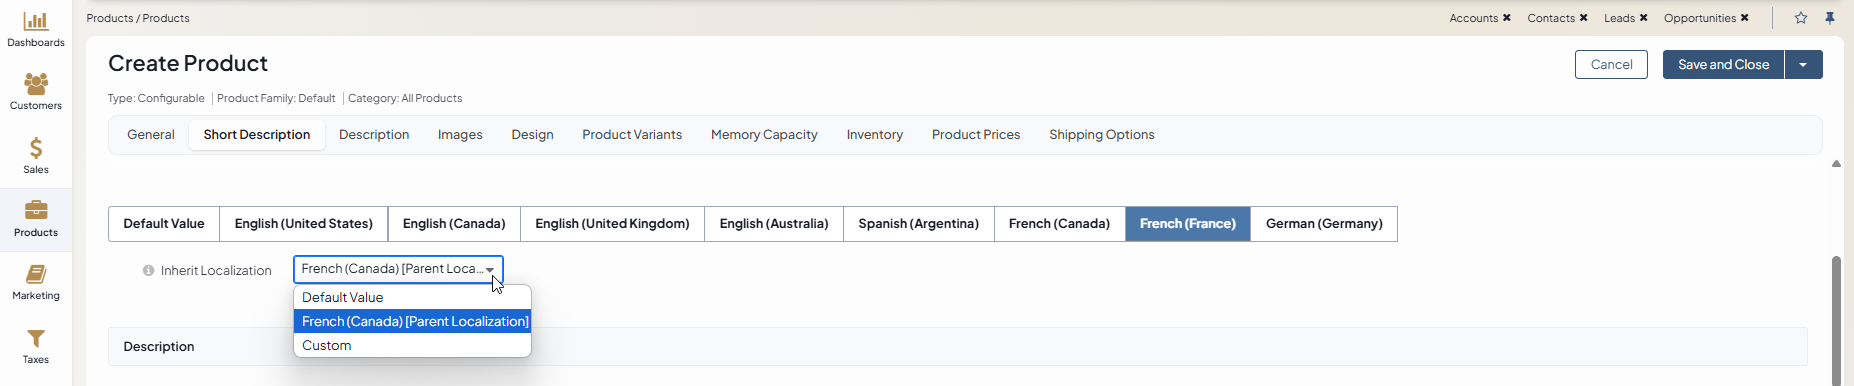 Dashboards
Customers
Sales
Products
Marketing
Taxes
Products / Products
Accounts ✖ Contacts ✖ Leads ✖ Opportunities ✖
Create Product
Cancel
Save and Close
Type: Configurable | Product Family: Default | Category: All Products
General Short Description Description Images Design Product Variants Memory Capacity Inventory Product Prices Shipping Options
Default Value English (United States) English (Canada) English (United Kingdom) English (Australia) Spanish (Argentina) French (Canada) French (France) German (Germany)
Inherit Localization French (Canada) [Parent Loca...
Default Value
French (Canada) [Parent Localization]
Custom
Description